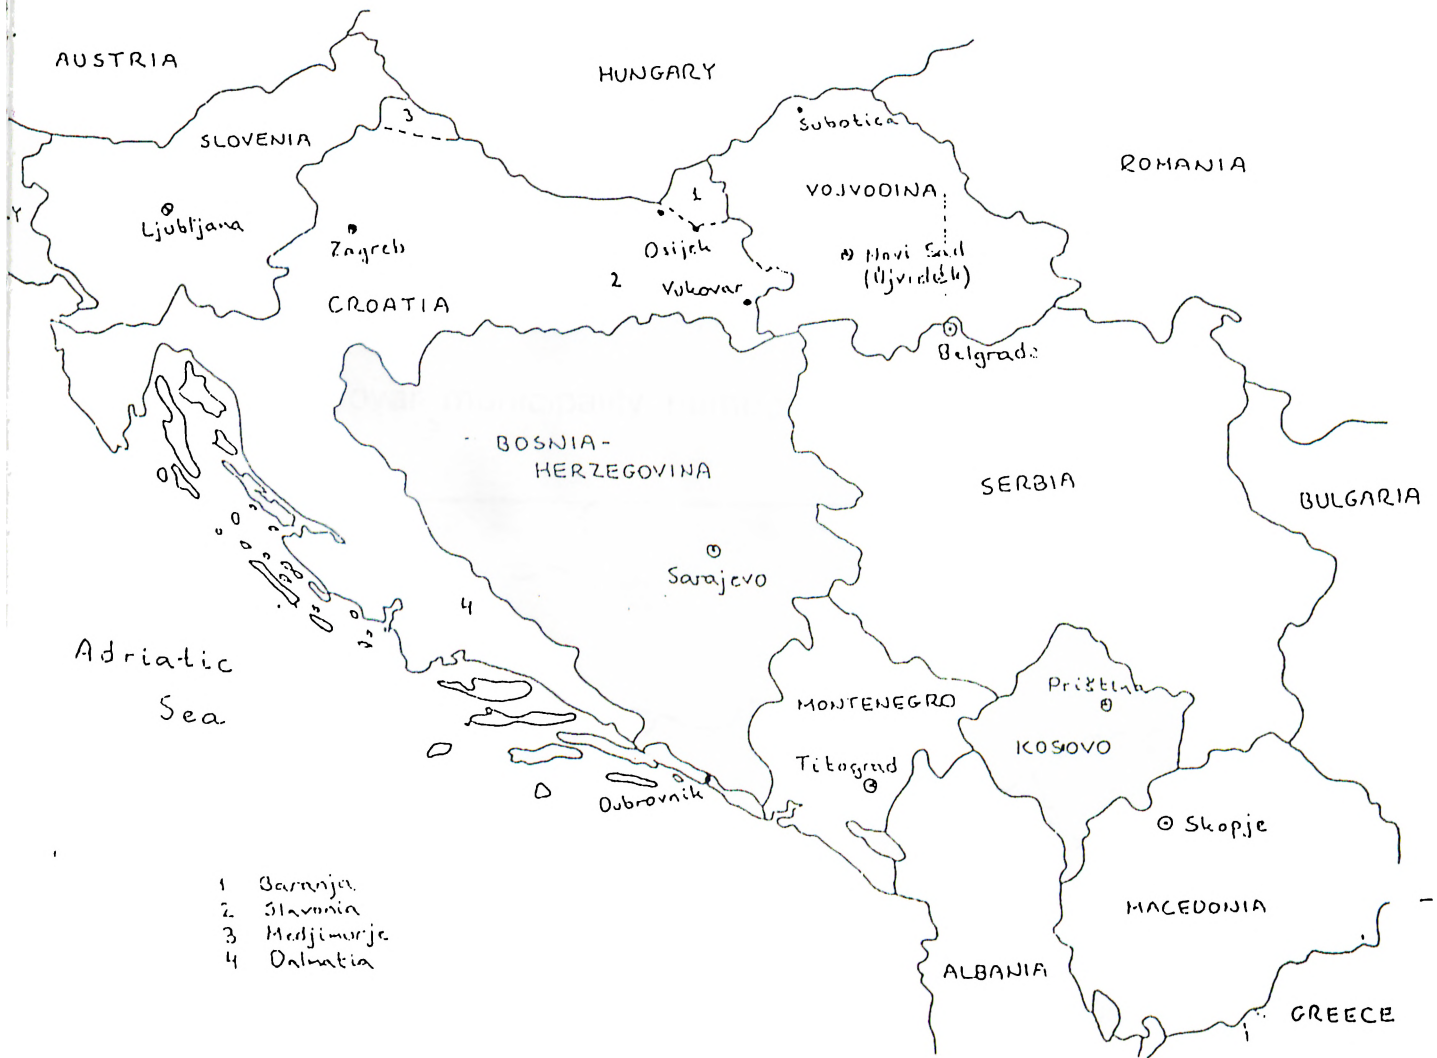 AUSTRIA
HUNGARY
SLOVENIA
3
Subotica
ROMANIA
VOJVODINA
1
Y
Ljubljana
Zagreb
Osijek
Novi Sad
(Újvidék)
2
Vukovar
CROATIA
Belgrade
BOSNIA-
HERZEGOVINA
SERBIA
BULGARIA
Sarajevo
4
Adriatic
Sea
Priština
MONTENEGRO
KOSOVO
Titograd
Dubrovnik
Skopje
1 Baranja
2 Slavonia
3 Medjimurje
4 Dalmatia
MACEDONIA
ALBANIA
GREECE